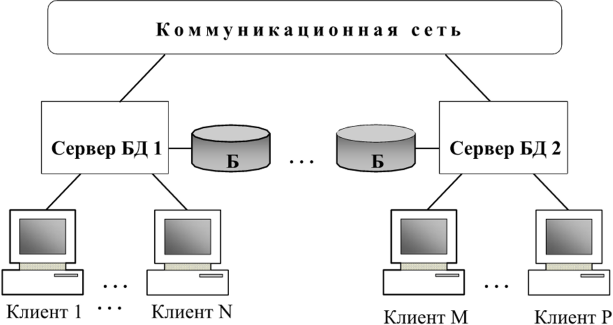 Коммуникационная сеть
Сервер БД 1
Б
. . .
Б
Сервер БД 2
. . .
. . .
. . .
Клиент 1
Клиент N
Клиент M
Клиент P